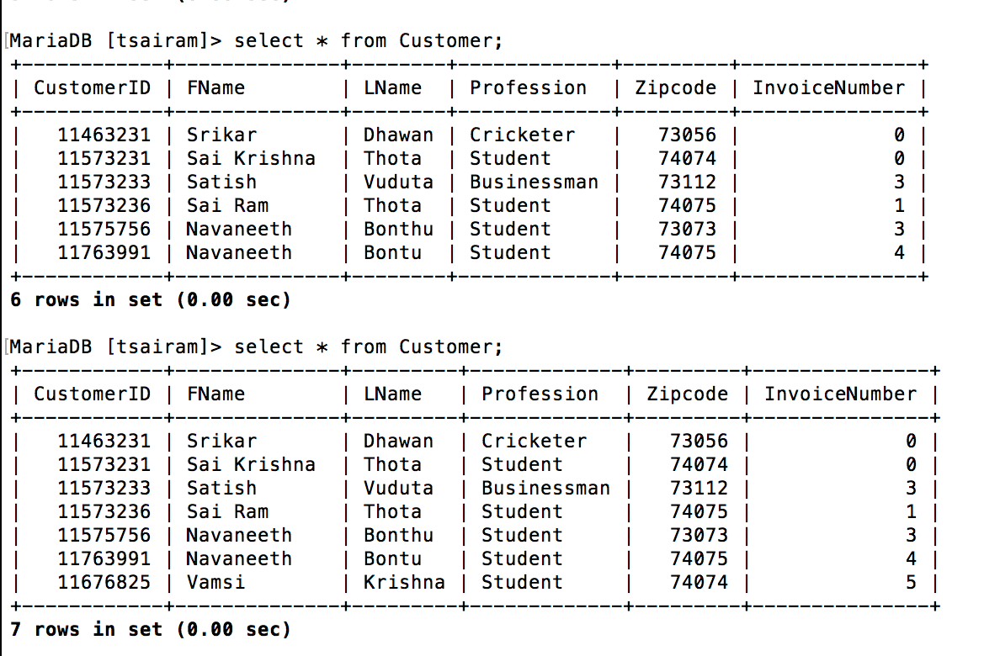 MariaDB [tsairam]> select * from Customer;
+------------+--------------+--------+-------------+---------+---------------+
| CustomerID | FName        | LName  | Profession  | Zipcode | InvoiceNumber |
+------------+--------------+--------+-------------+---------+---------------+
|   11463231 | Srikar       | Dhawan | Cricketer   |   73056 |             0 |
|   11573231 | Sai Krishna  | Thota  | Student     |   74074 |             0 |
|   11573233 | Satish       | Vuduta | Businessman |   73112 |             3 |
|   11573236 | Sai Ram      | Thota  | Student     |   74075 |             1 |
|   11575756 | Navaneeth    | Bonthu | Student     |   73073 |             3 |
|   11763991 | Navaneeth    | Bontu  | Student     |   74075 |             4 |
+------------+--------------+--------+-------------+---------+---------------+
6 rows in set (0.00 sec)
MariaDB [tsairam]> select * from Customer;
+------------+--------------+---------+-------------+---------+---------------+
| CustomerID | FName        | LName   | Profession  | Zipcode | InvoiceNumber |
+------------+--------------+---------+-------------+---------+---------------+
|   11463231 | Srikar       | Dhawan  | Cricketer   |   73056 |             0 |
|   11573231 | Sai Krishna  | Thota   | Student     |   74074 |             0 |
|   11573233 | Satish       | Vuduta  | Businessman |   73112 |             3 |
|   11573236 | Sai Ram      | Thota   | Student     |   74075 |             1 |
|   11575756 | Navaneeth    | Bonthu  | Student     |   73073 |             3 |
|   11763991 | Navaneeth    | Bontu   | Student     |   74075 |             4 |
|   11676825 | Vamsi        | Krishna | Student     |   74074 |             5 |
+------------+--------------+---------+-------------+---------+---------------+
7 rows in set (0.00 sec)